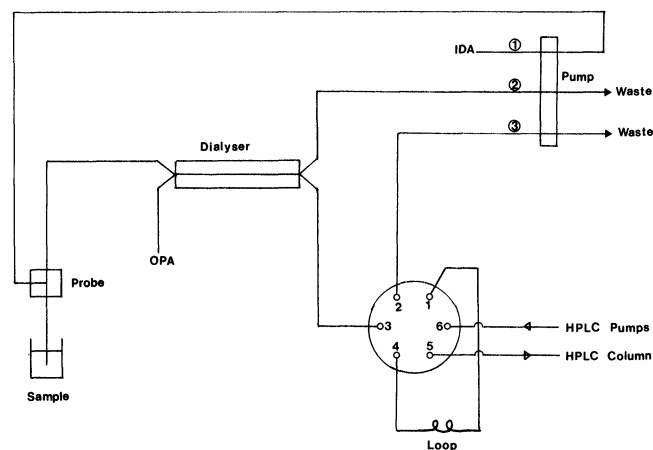 IDA
①
Pump
②
Waste
③
Waste
Dialyser
OPA
Probe
Sample
2
1
3
6
4
5
HPLC Pumps
HPLC Column
Loop